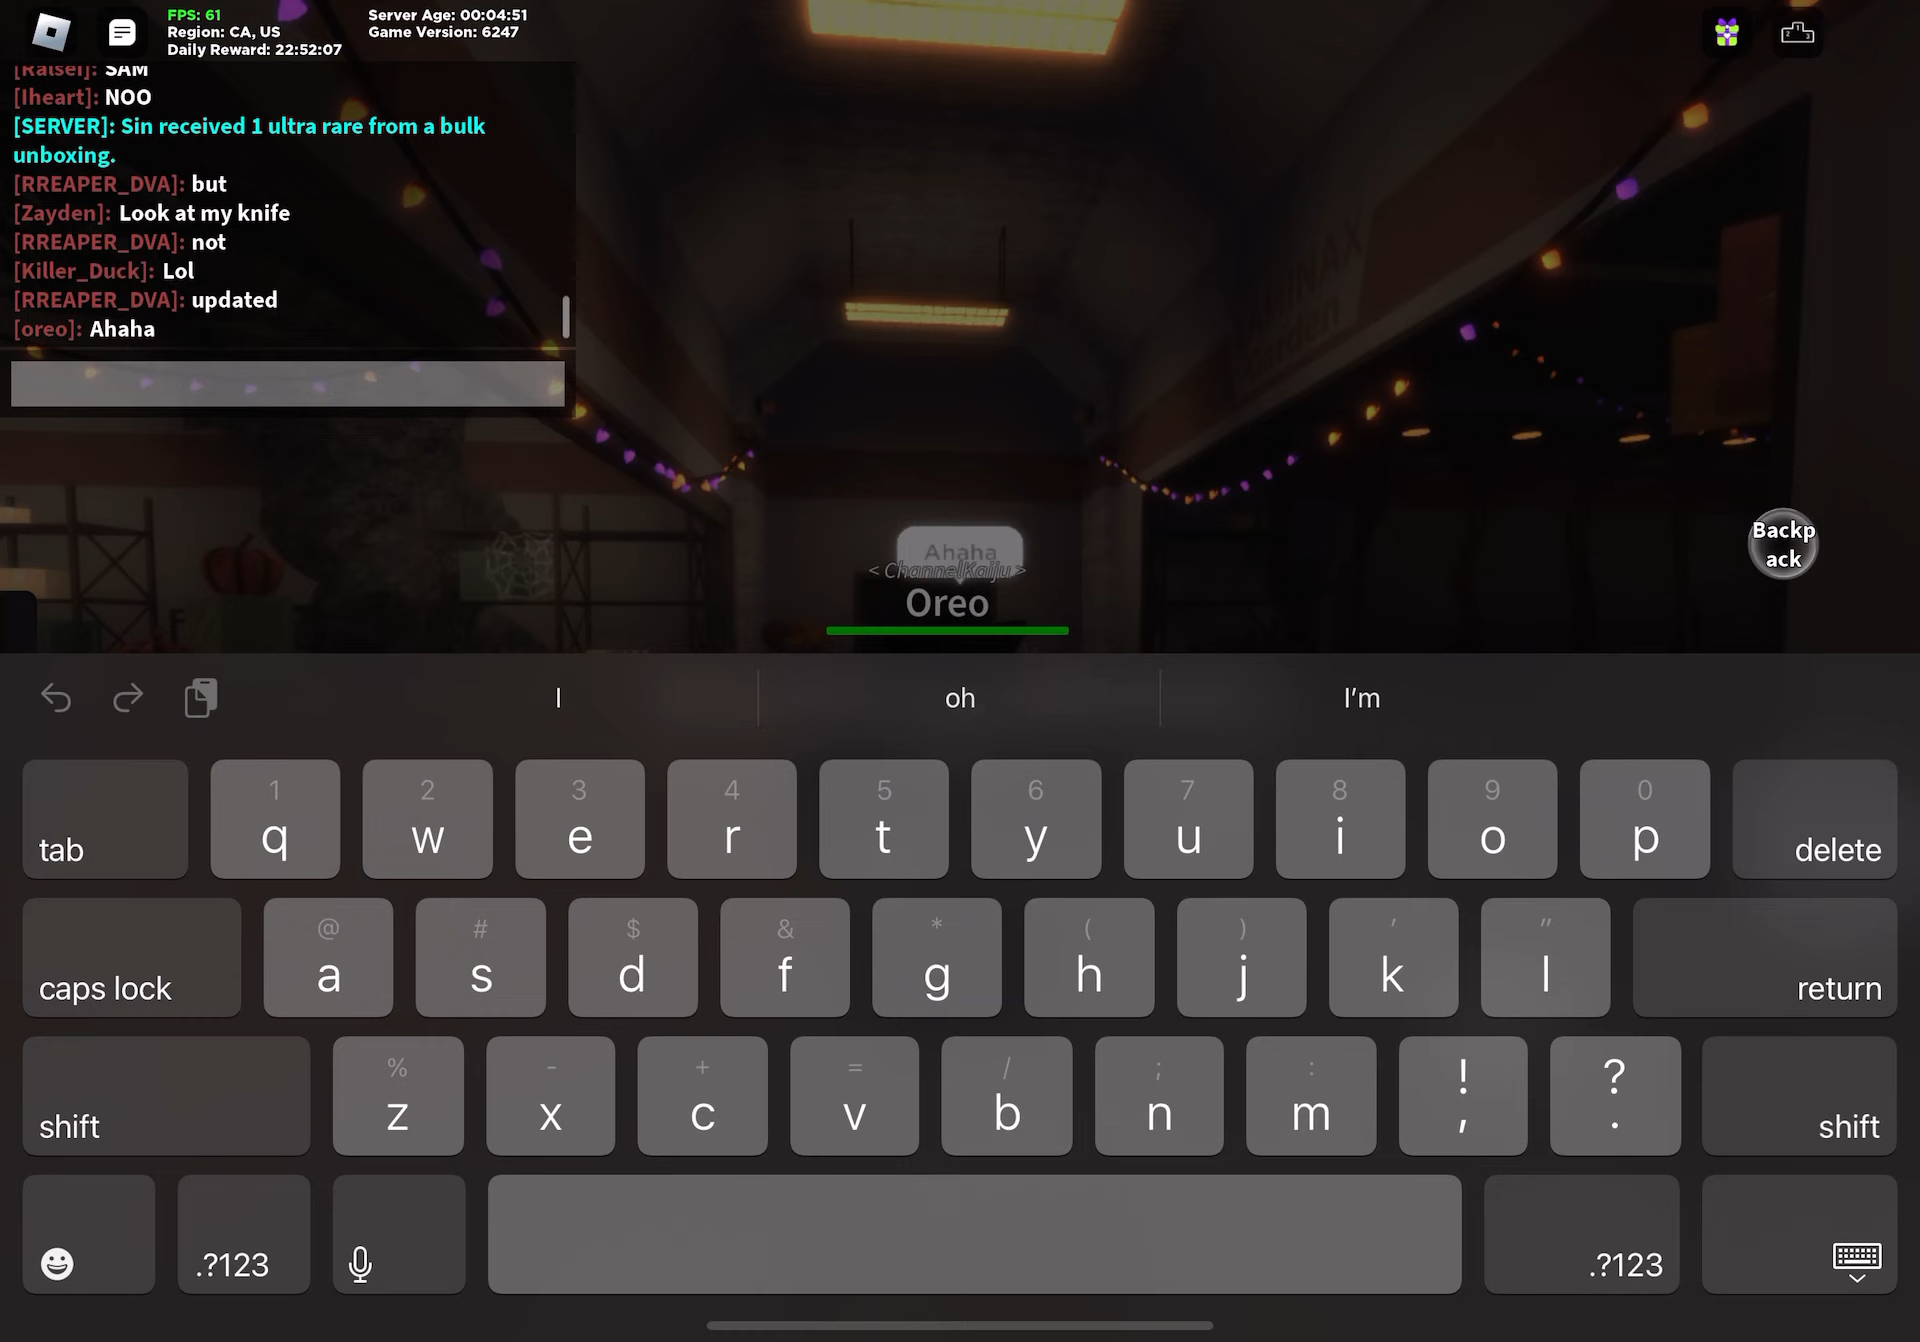 FPS: 61
Region: CA, US
Daily Reward: 22:52:07
Server Age: 00:04:51
Game Version: 6247
[Ralsei]: SAM
[Iheart]: NOO
[SERVER]: Sin received 1 ultra rare from a bulk
unboxing.
[RREAPER_DVA]: but
[Zayden]: Look at my knife
[RREAPER_DVA]: not
[Killer_Duck]: Lol
[RREAPER_DVA]: updated
[oreo]: Ahaha
Garden
Backp
ack
Ahaha
< ChannelKaiju >
Oreo
I
oh
I'm
1 2 3 4 5 6 7 8 9 0
tab q w e r t y u i o p delete
@ # $ & * ( ) ' "
caps lock a s d f g h j k l return
% - + = / ; : ! ?
shift z x c v b n m , . shift
.?123
.?123